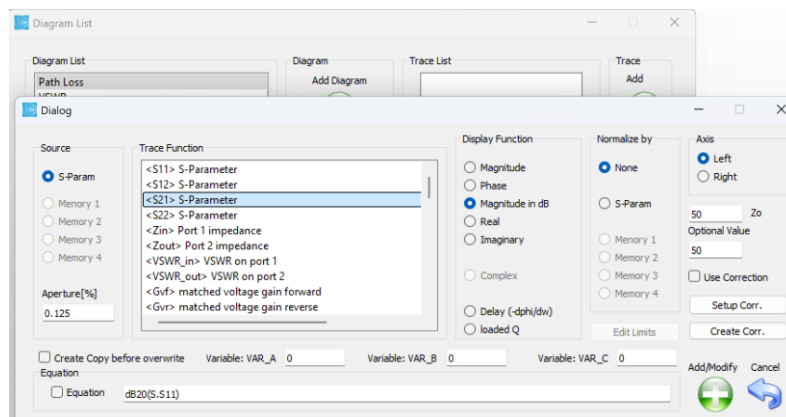 Diagram List
Diagram List
Diagram
Trace List
Trace
Path Loss
Add Diagram
Add
VSWR
Dialog
Source
S-Param
Menory 1
Memory 2
Memory 3
Memory 4
Aperture[%]
0.125
Trace Function
<S11> S-Parameter
<S12> S-Parameter
<S21> S-Parameter
<S22> S-Parameter
<Zin> Port 1 impedance
<Zout> Port 2 impedance
<VSWR_in> VSWR on port 1
<VSWR_out> VSWR on port 2
<Gvf> matched voltage gain forward
<Gvr> matched voltage gain reverse
Display Function
Magnitude
Phase
Magnitude in dB
Real
Imaginary
Complex
Delay (-dphi/dw)
loaded Q
Normalize by
None
S-Param
Menory 1
Memory 2
Memory 3
Memory 4
Edit Limits
Axis
Left
Right
50 Zo
Optional Value
50
Use Correction
Setup Corr.
Create Corr.
Create Copy before overwrite Variable: VAR_A 0 Variable: VAR_B 0 Variable: VAR_C 0
Equation
Equation dB20(S.S11)
Add/Modify Cancel